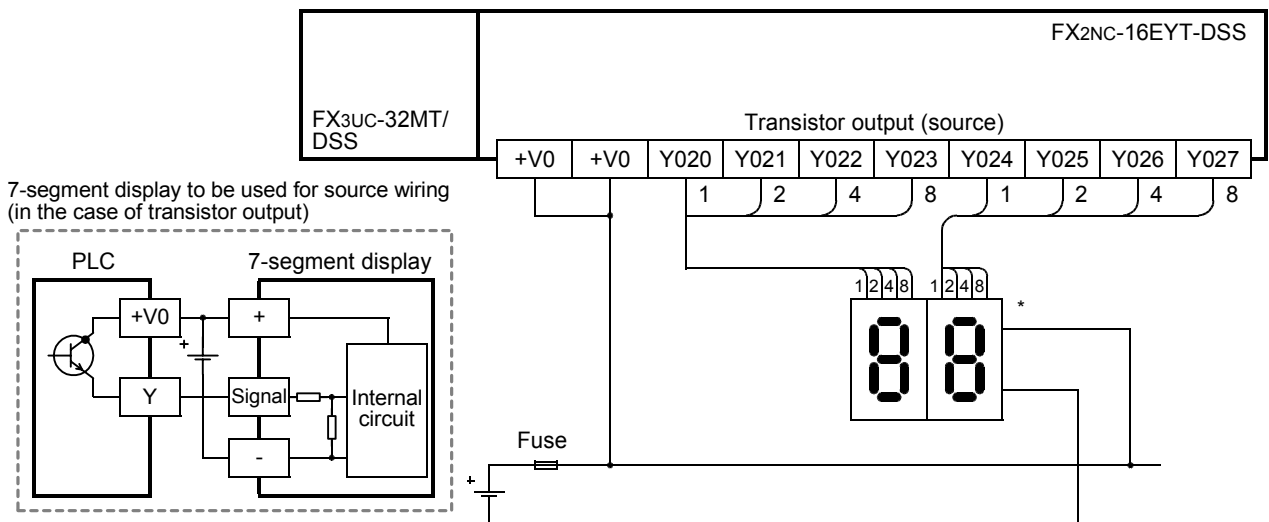 FX2NC-16EYT-DSS
FX3UC-32MT/
DSS
Transistor output (source)
+V0 +V0 Y020 Y021 Y022 Y023 Y024 Y025 Y026 Y027
1 2 4 8 1 2 4 8
7-segment display to be used for source wiring
(in the case of transistor output)
PLC 7-segment display
+V0 +
+
Y Signal Internal
circuit
-
1 2 4 8 1 2 4 8
*
8 8
Fuse
+